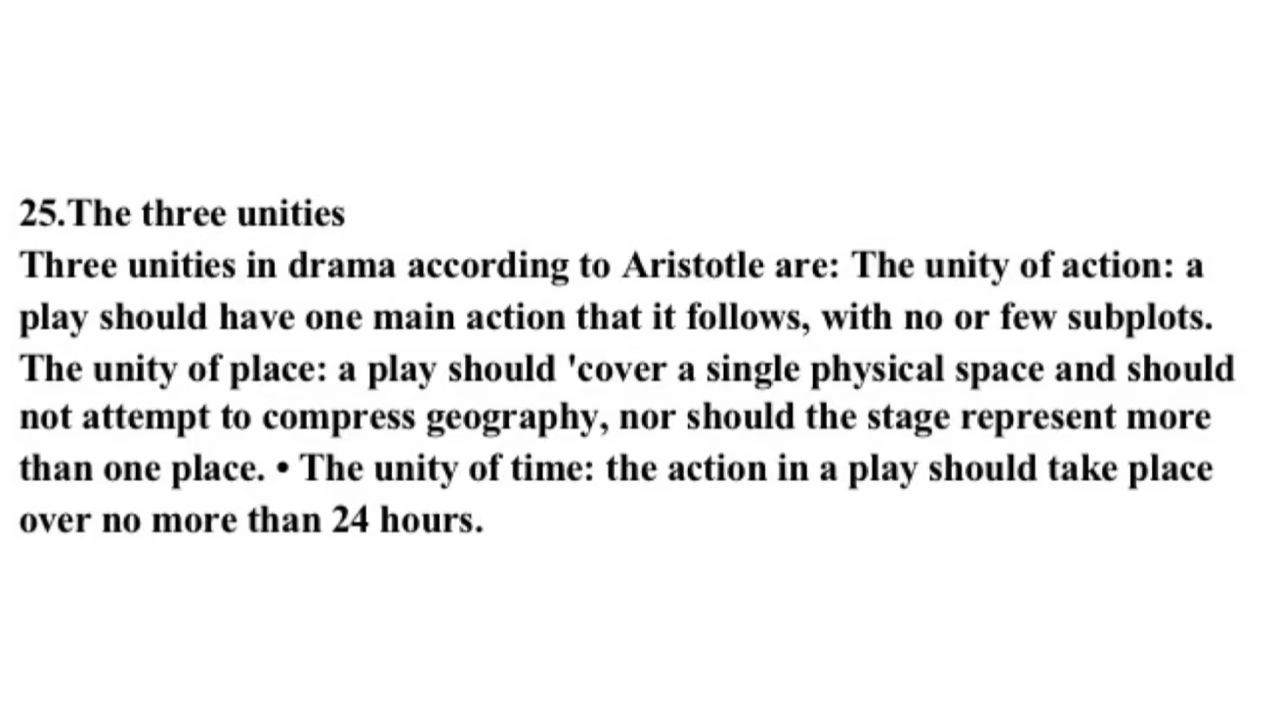 25.The three unities
Three unities in drama according to Aristotle are: The unity of action: a
play should have one main action that it follows, with no or few subplots.
The unity of place: a play should 'cover a single physical space and should
not attempt to compress geography, nor should the stage represent more
than one place. • The unity of time: the action in a play should take place
over no more than 24 hours.